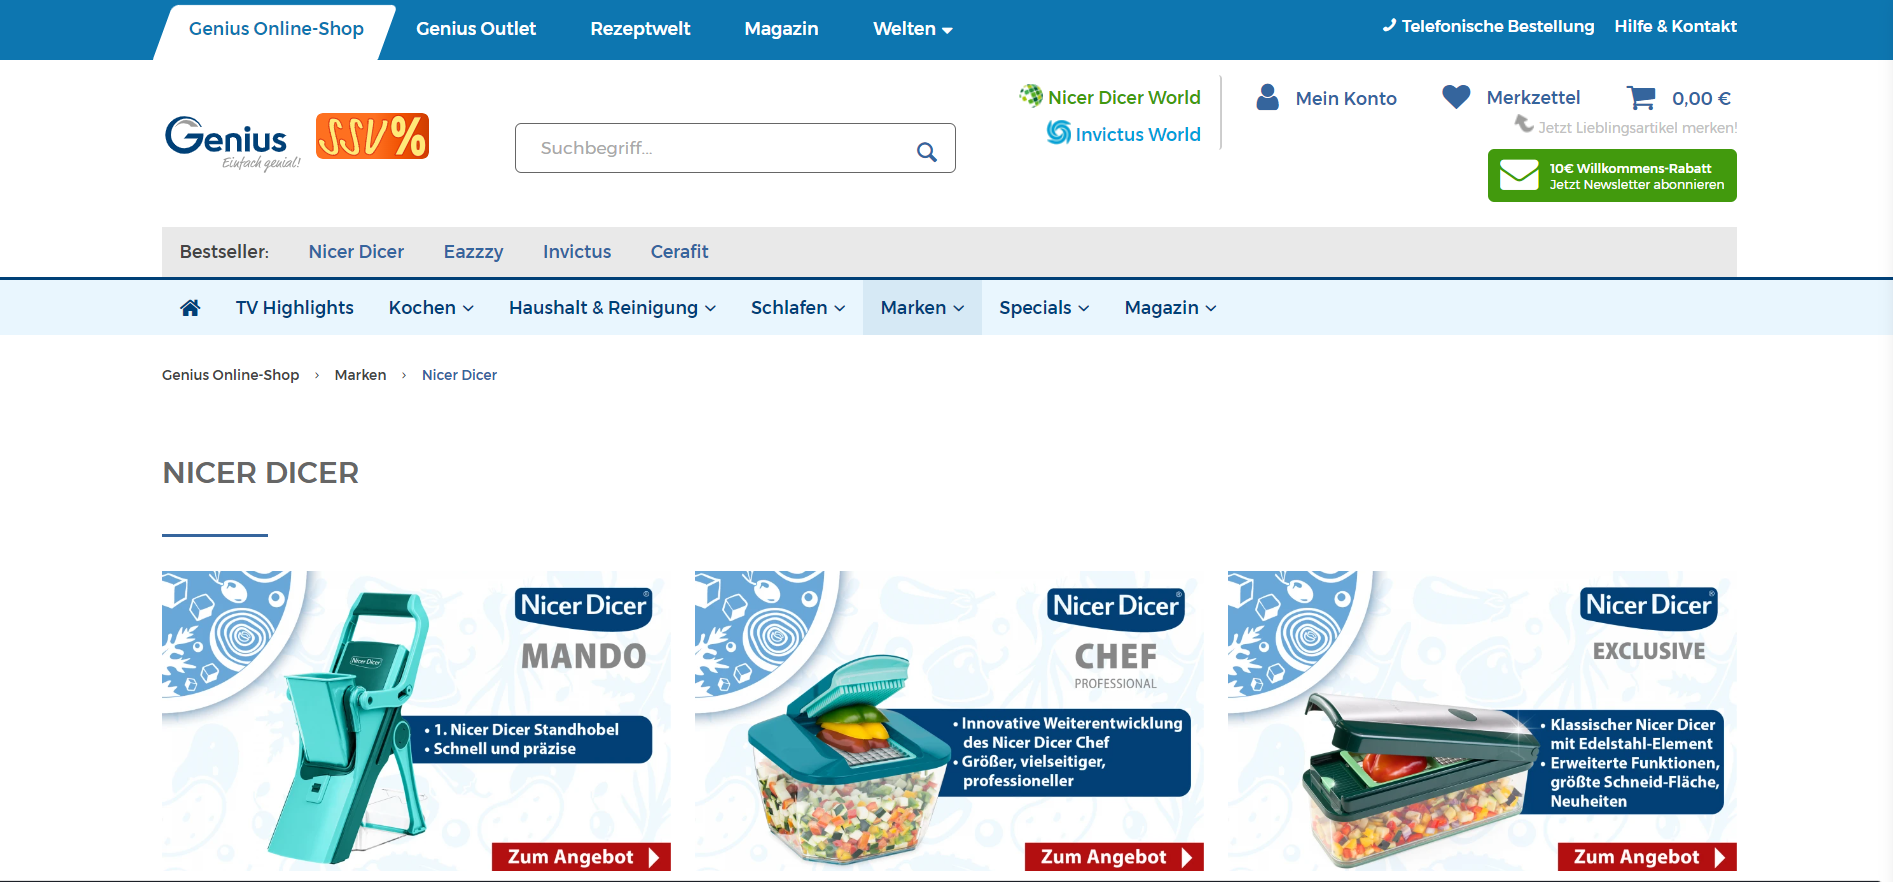 Genius Online-Shop
Genius Outlet
Rezeptwelt
Magazin
Welten
Telefonische Bestellung
Hilfe & Kontakt
Genius
Einfach genial!
SSV%
Suchbegriff...
Nicer Dicer World
Invictus World
Mein Konto
Merkzettel
0,00 €
Jetzt Lieblingsartikel merken!
10€ Willkommens-Rabatt
Jetzt Newsletter abonnieren
Bestseller:
Nicer Dicer
Eazzzy
Invictus
Cerafit
TV Highlights
Kochen
Haushalt & Reinigung
Schlafen
Marken
Specials
Magazin
Genius Online-Shop › Marken › Nicer Dicer
NICER DICER
Nicer Dicer®
MANDO
Nicer Dicer
• 1. Nicer Dicer Standhobel
• Schnell und präzise
Zum Angebot
Nicer Dicer®
CHEF
PROFESSIONAL
• Innovative Weiterentwicklung
des Nicer Dicer Chef
• Größer, vielseitiger,
professioneller
Zum Angebot
Nicer Dicer®
EXCLUSIVE
• Klassischer Nicer Dicer
mit Edelstahl-Element
• Erweiterte Funktionen,
größte Schneid-Fläche,
Neuheiten
Zum Angebot